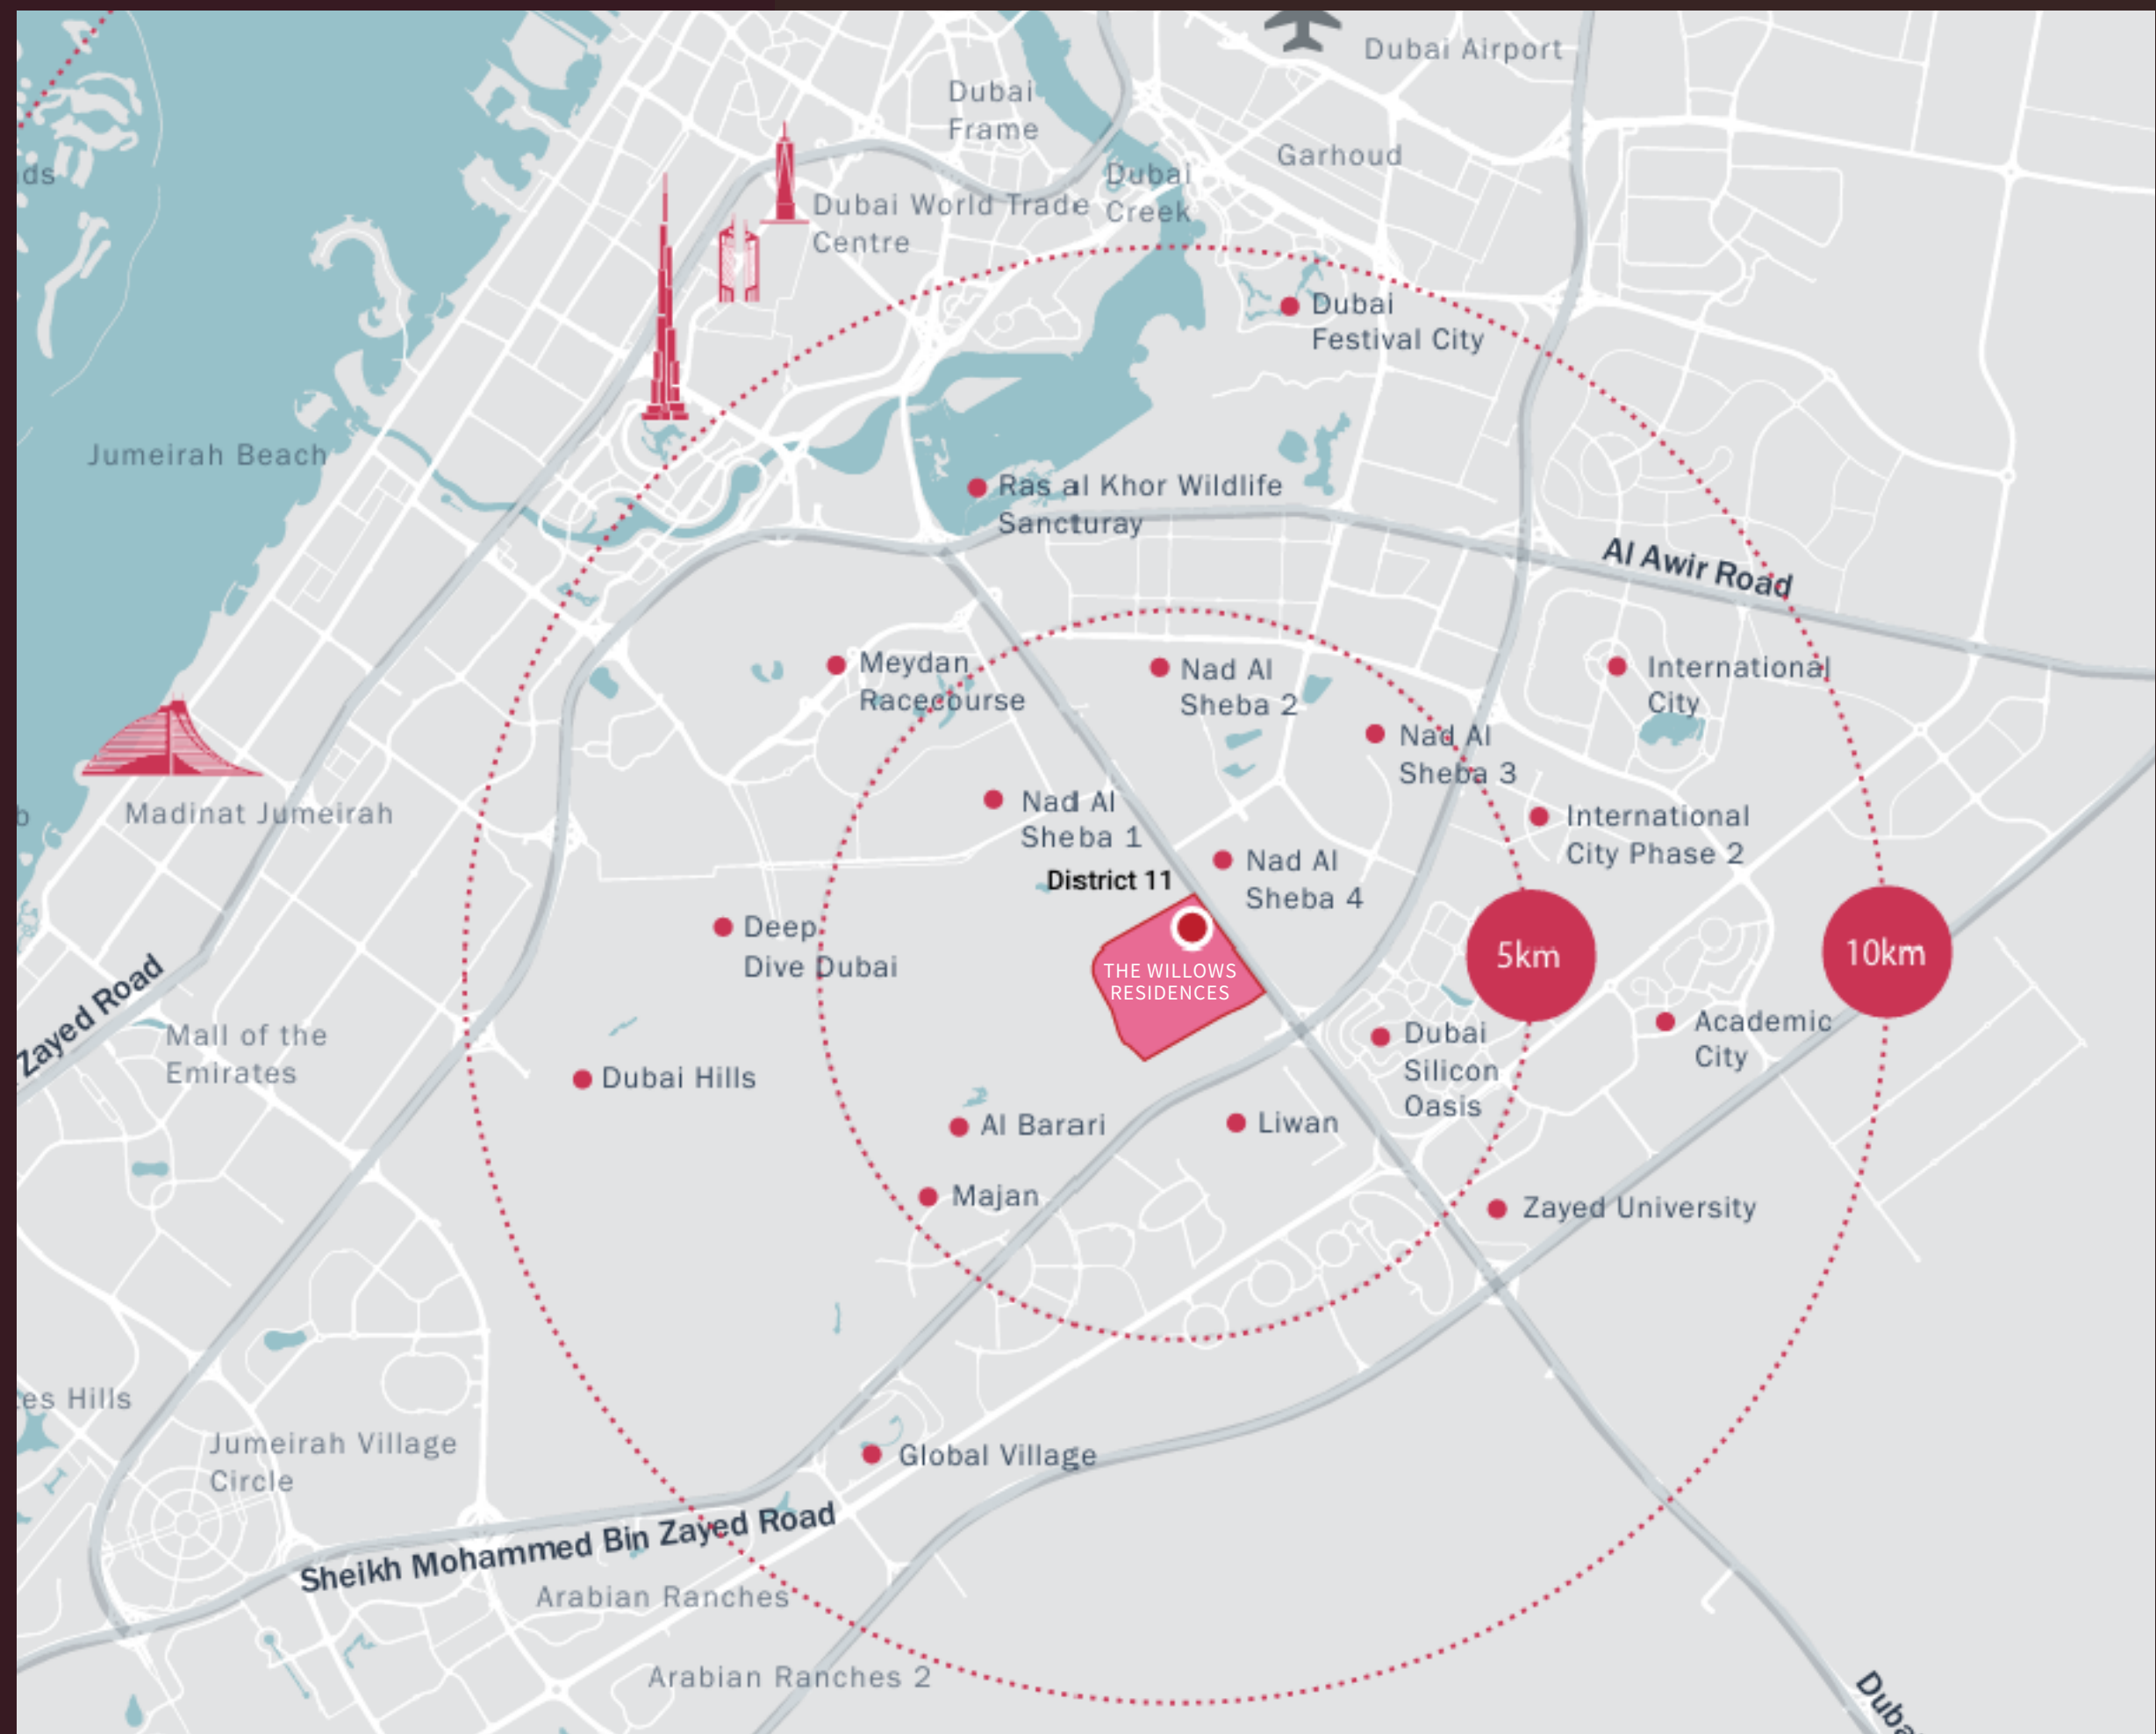 Dubai Airport
Dubai
Frame
Garhoud
ds
Dubai
Creek
Dubai World Trade
Centre
Dubai
Festival City
Jumeirah Beach
Ras al Khor Wildlife
Sancturay
Al Awir Road
Meydan
Racecourse
Nad Al
Sheba 2
International
City
Nad Al
Sheba 3
Madinat Jumeirah
b
Nad Al
Sheba 1
International
City Phase 2
Nad Al
Sheba 4
District 11
Deep
Dive Dubai
THE WILLOWS
RESIDENCES
5km
10km
Zayed Road
Mall of the
Emirates
Dubai
Silicon
Oasis
Academic
City
Dubai Hills
Al Barari
Liwan
Majan
Zayed University
es Hills
Jumeirah Village
Circle
Global Village
Sheikh Mohammed Bin Zayed Road
Arabian Ranches
Arabian Ranches 2
Duba